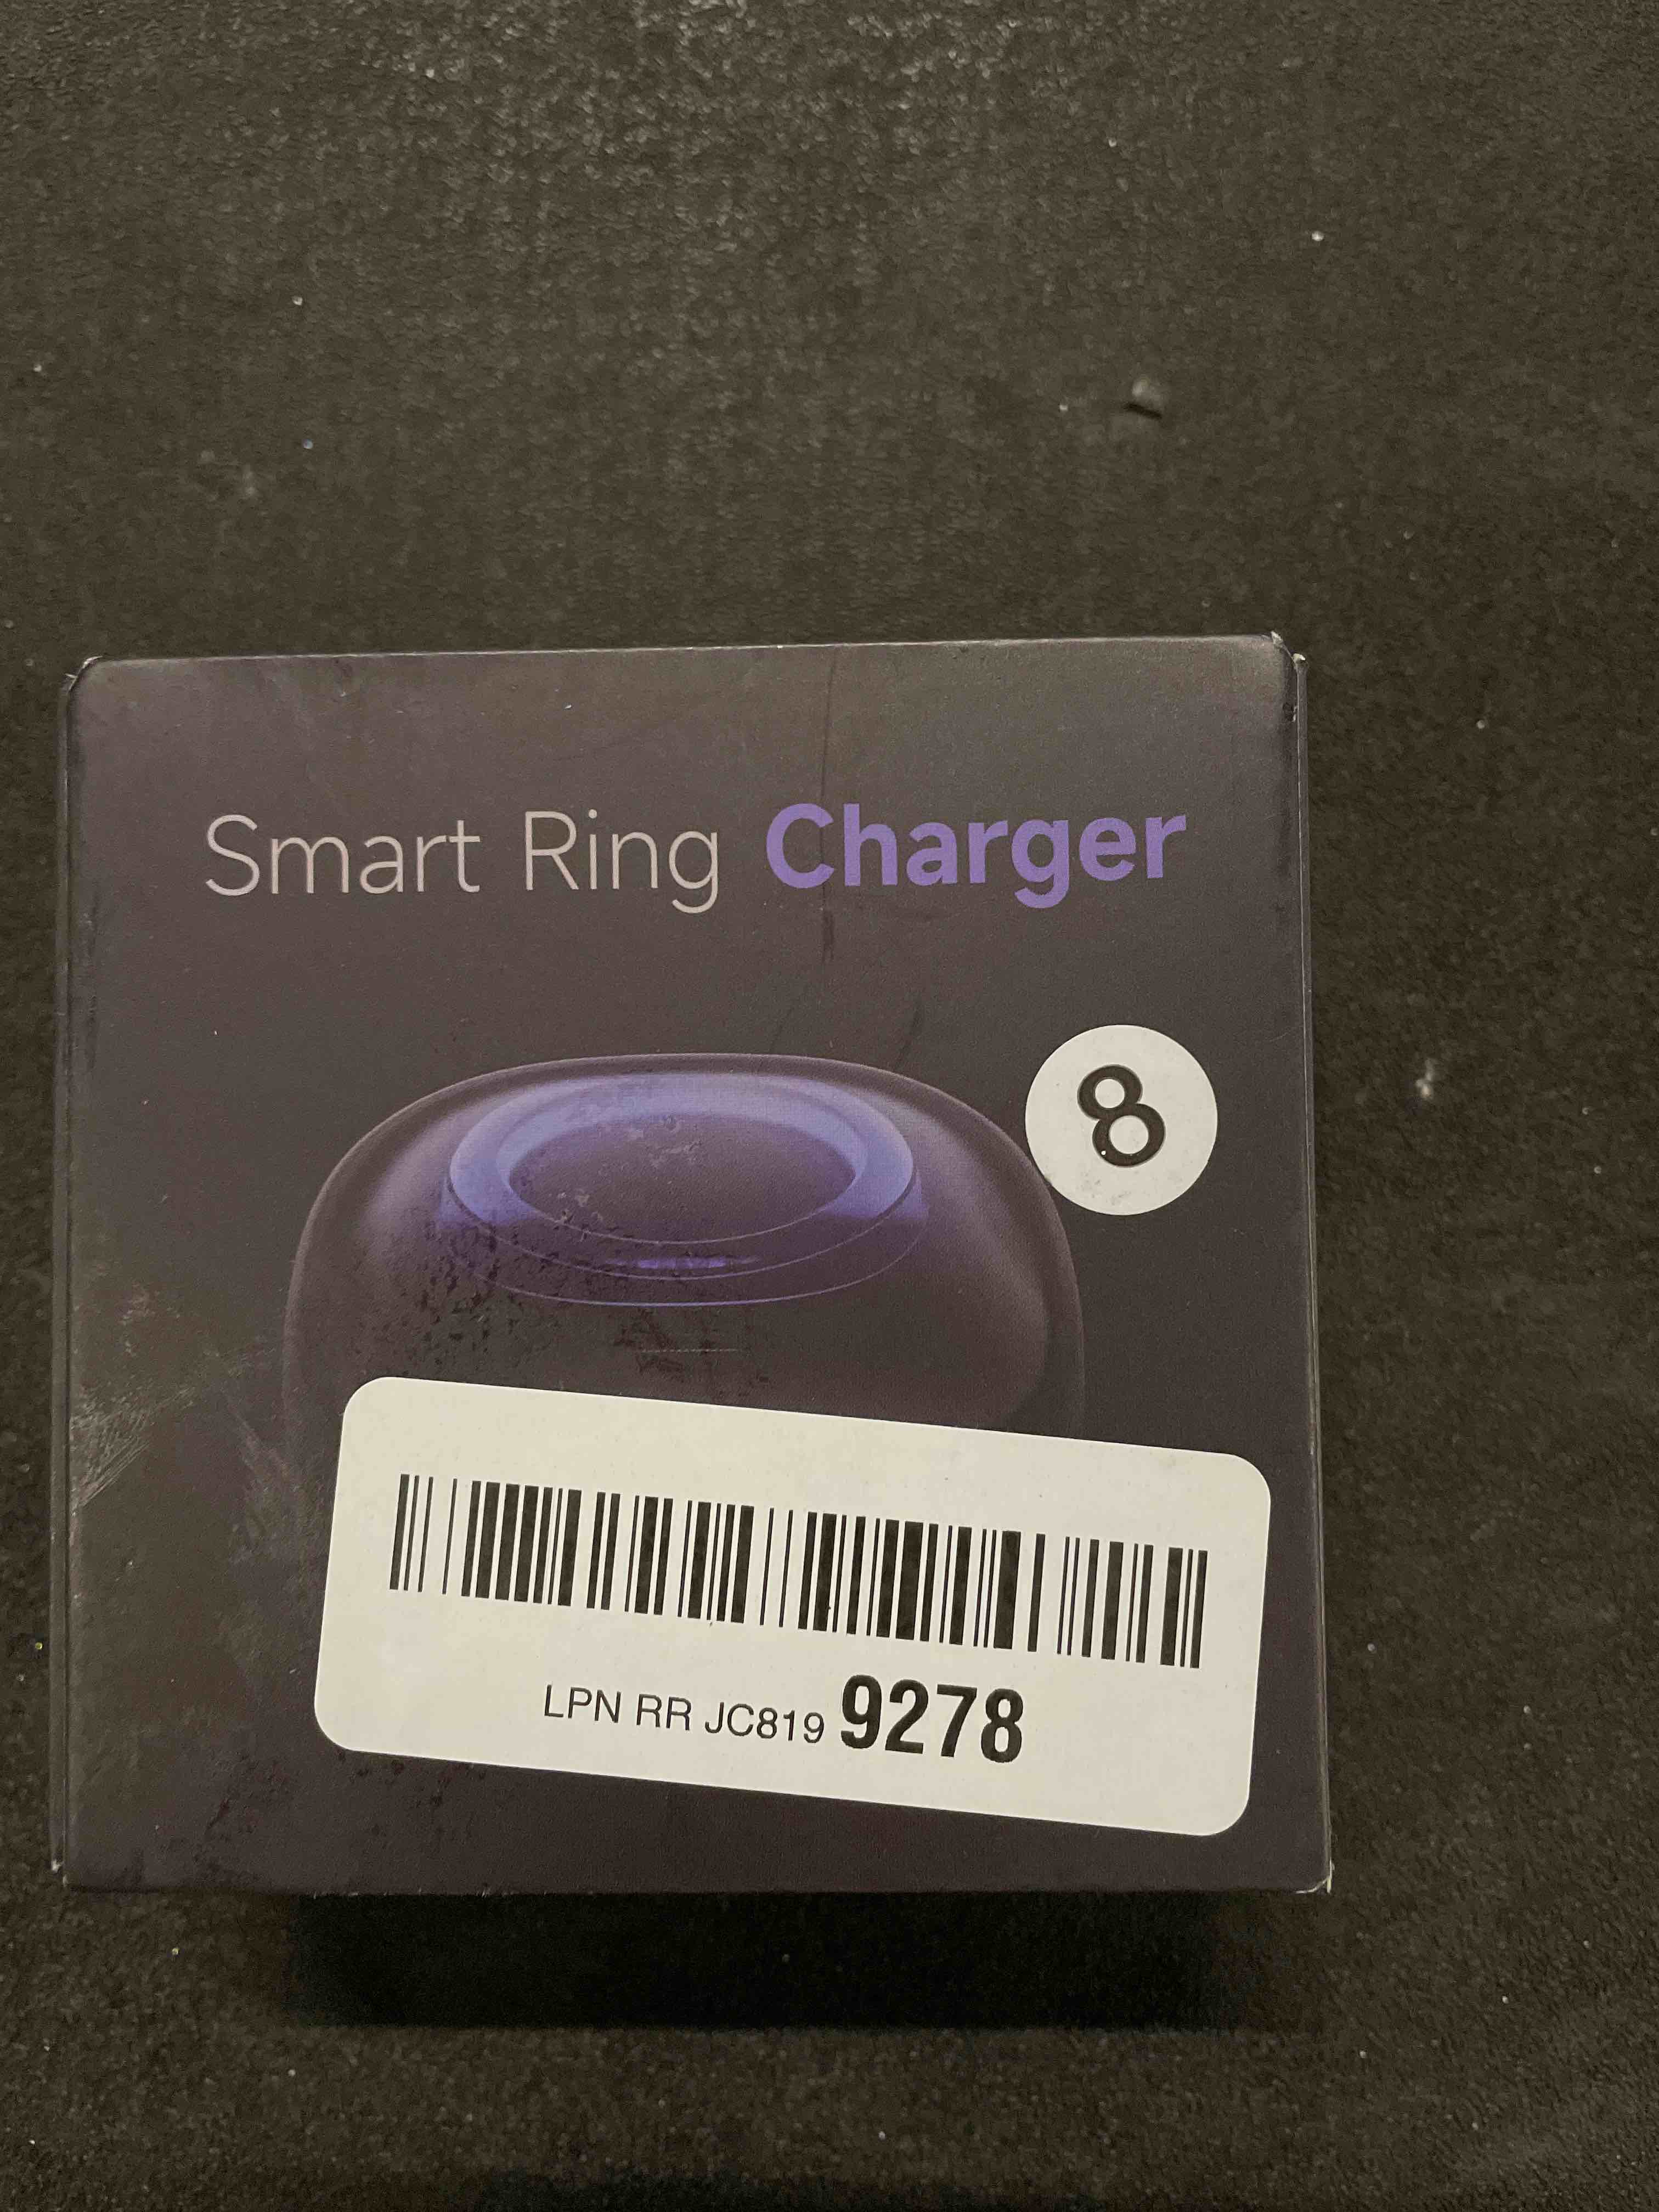 Smart Ring Charger
8
LPN RR JC819 9278